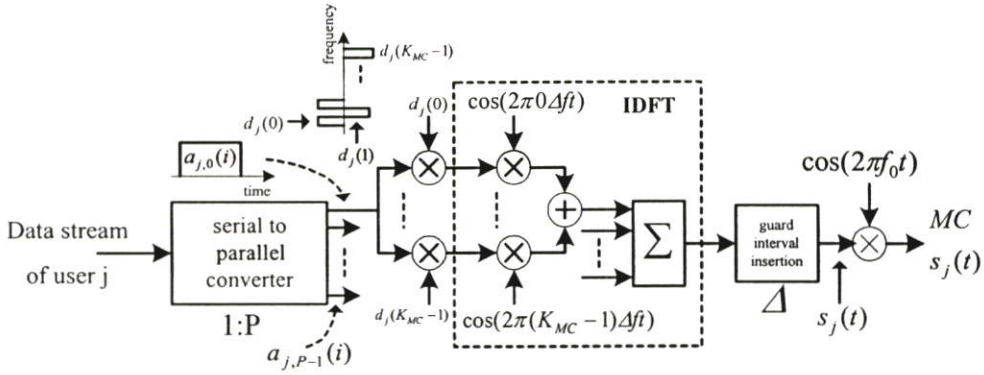 frequency
d_j(K_MC−1)
d_j(0)
d_j(1)
d_j(0)
cos(2π0Δft)
IDFT
a_j,0(i)
time
cos(2πf_0t)
Data stream
of user j
serial to
parallel
converter
1:P
+
Σ
guard
interval
insertion
Δ
MC
s_j(t)
s_j(t)
d_j(K_MC−1)
cos(2π(K_MC−1)Δft)
a_j,P−1(i)